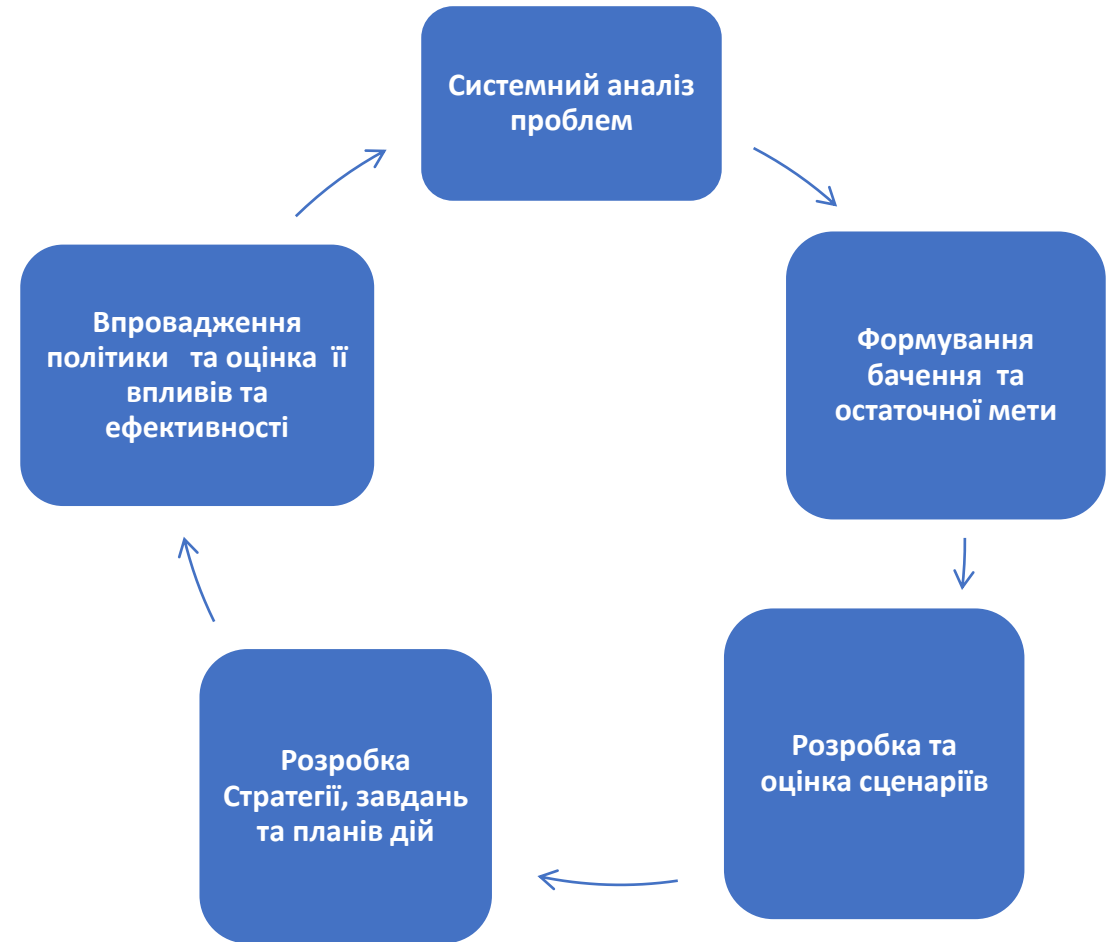 Системний аналіз
проблем
Формування
бачення та
остаточної мети
Розробка та
оцінка сценаріїв
Розробка
Стратегії, завдань
та планів дій
Впровадження
політики та оцінка її
впливів та
ефективності